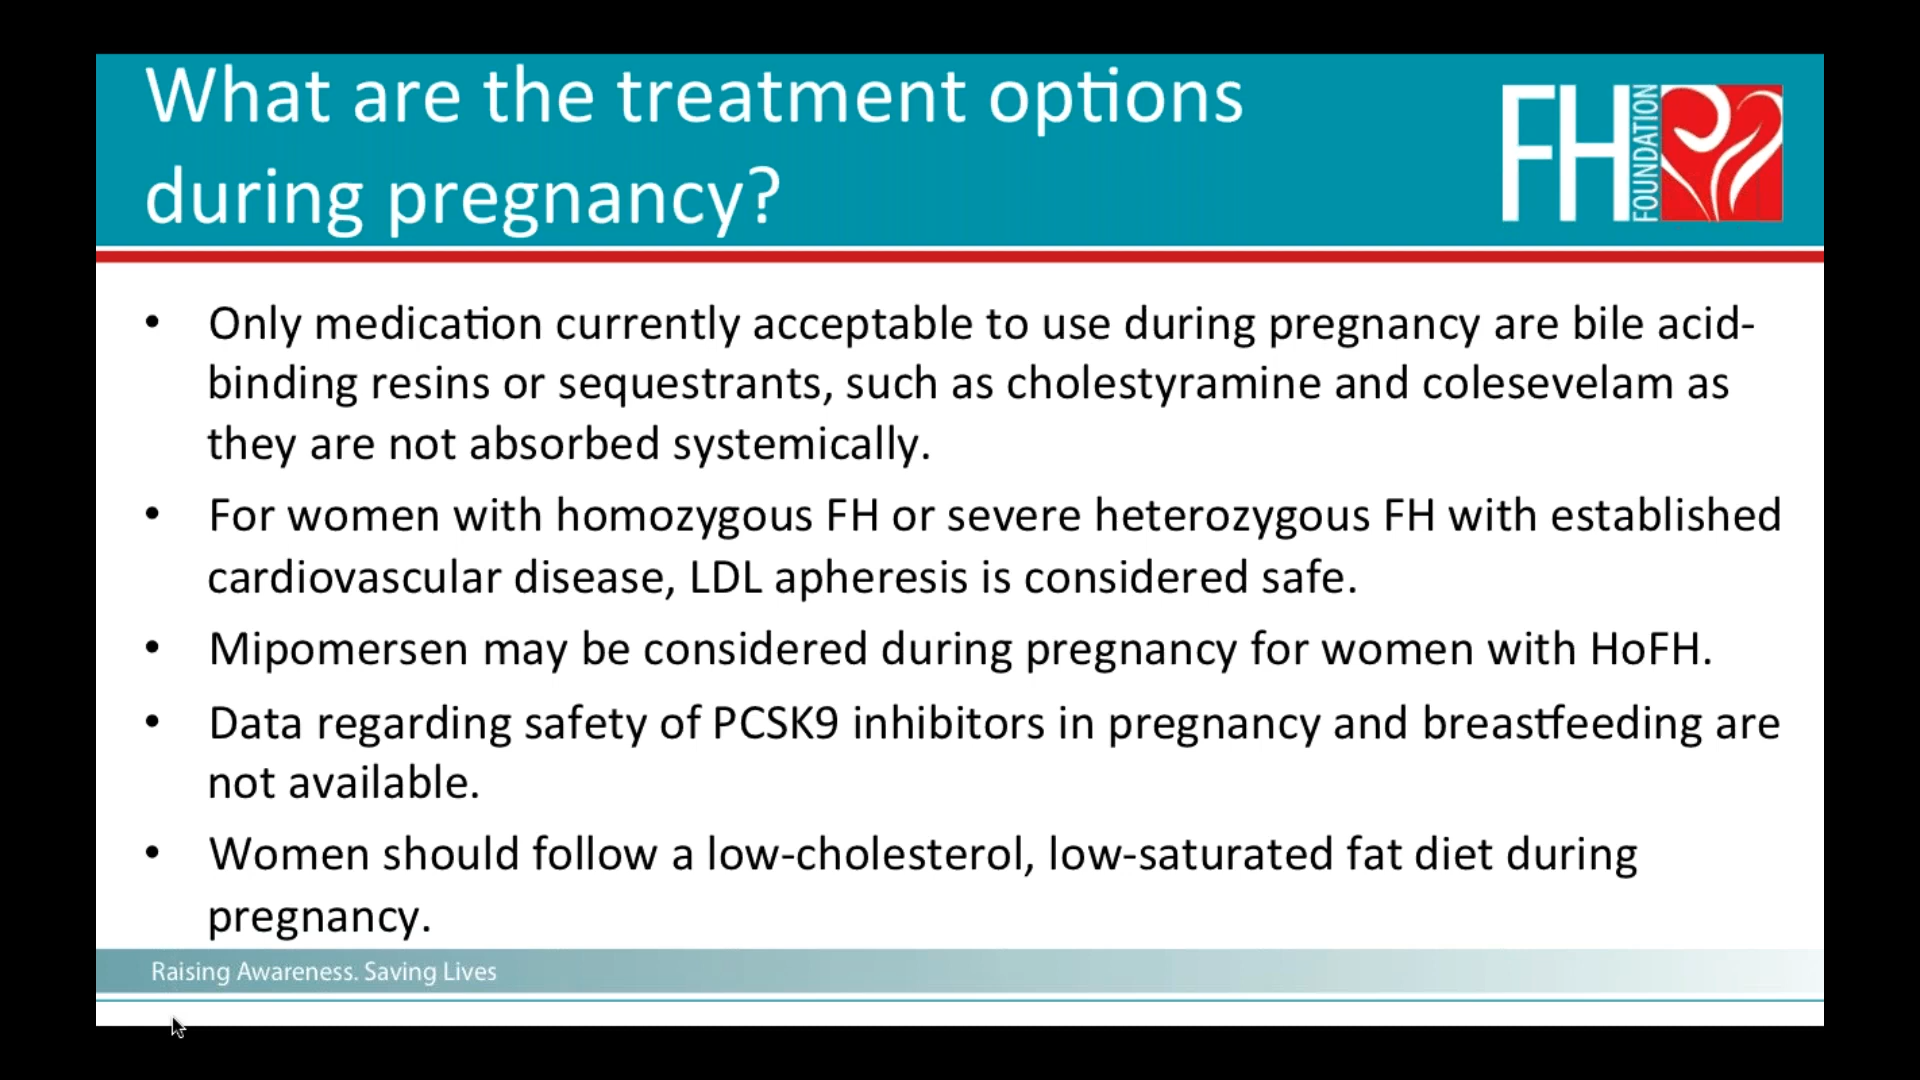 What are the treatment options
during pregnancy?
FH
FOUNDATION
• Only medication currently acceptable to use during pregnancy are bile acid-
binding resins or sequestrants, such as cholestyramine and colesevelam as
they are not absorbed systemically.
• For women with homozygous FH or severe heterozygous FH with established
cardiovascular disease, LDL apheresis is considered safe.
• Mipomersen may be considered during pregnancy for women with HoFH.
• Data regarding safety of PCSK9 inhibitors in pregnancy and breastfeeding are
not available.
• Women should follow a low-cholesterol, low-saturated fat diet during
pregnancy.
Raising Awareness. Saving Lives